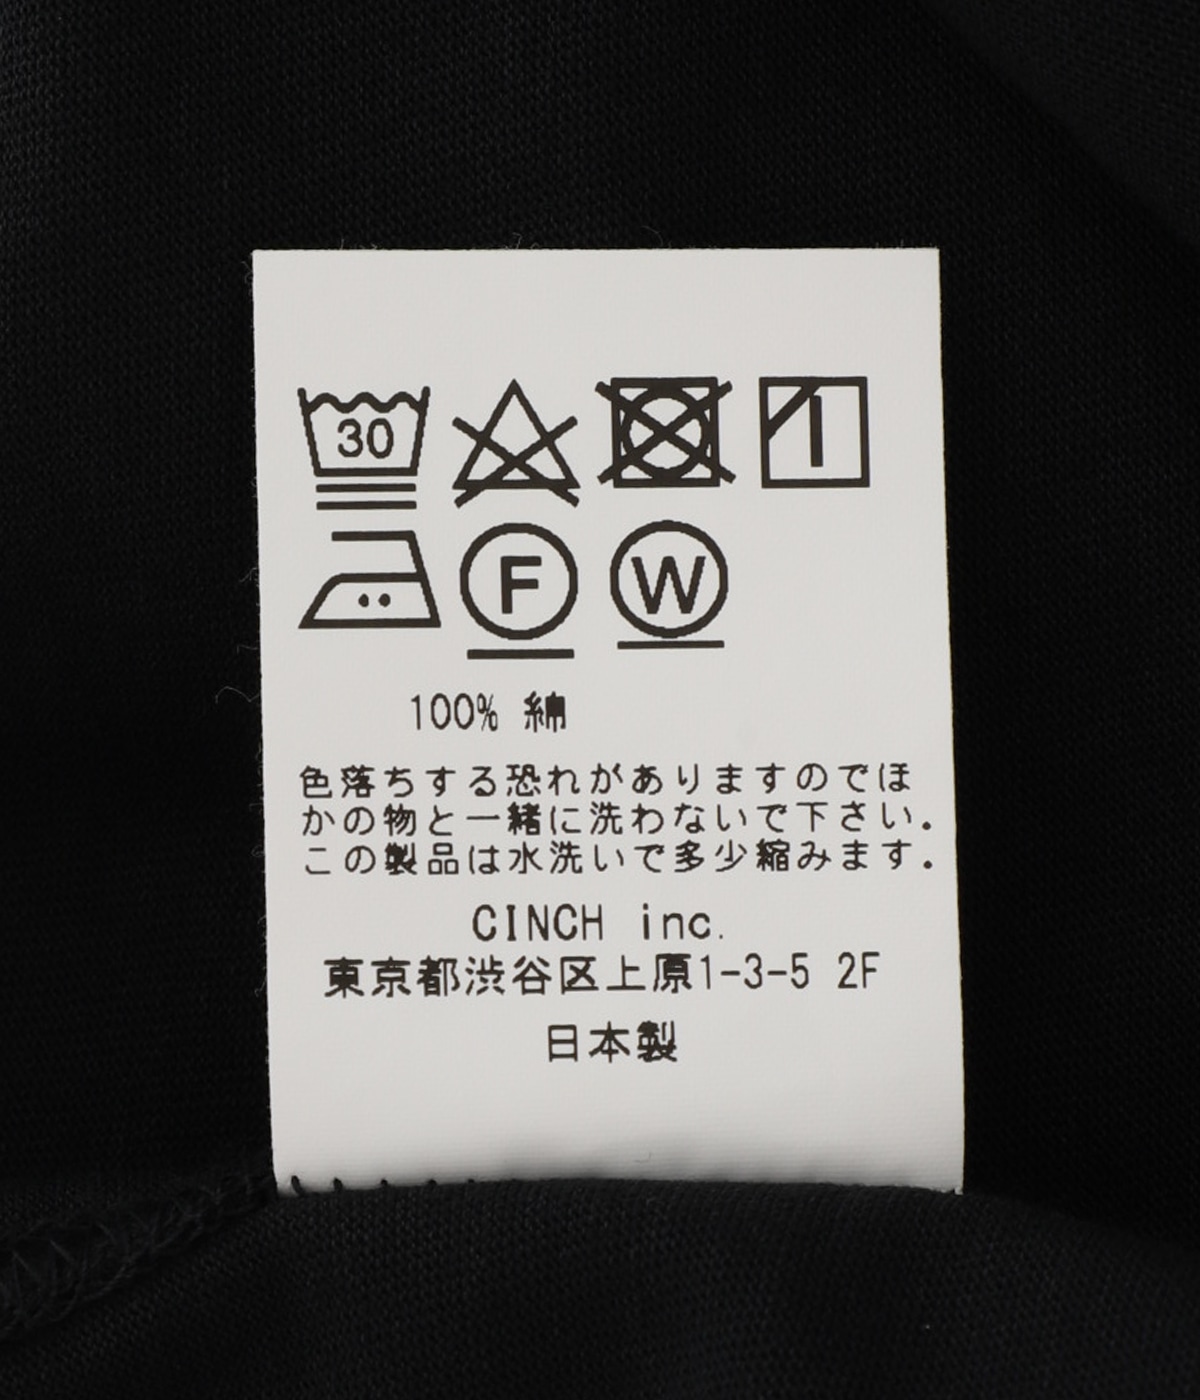 30
F W
100% 綿
色落ちする恐れがありますのでほ
かの物と一緒に洗わないで下さい.
この製品は水洗いで多少縮みます.
CINCH inc.
東京都渋谷区上原1-3-5 2F
日本製